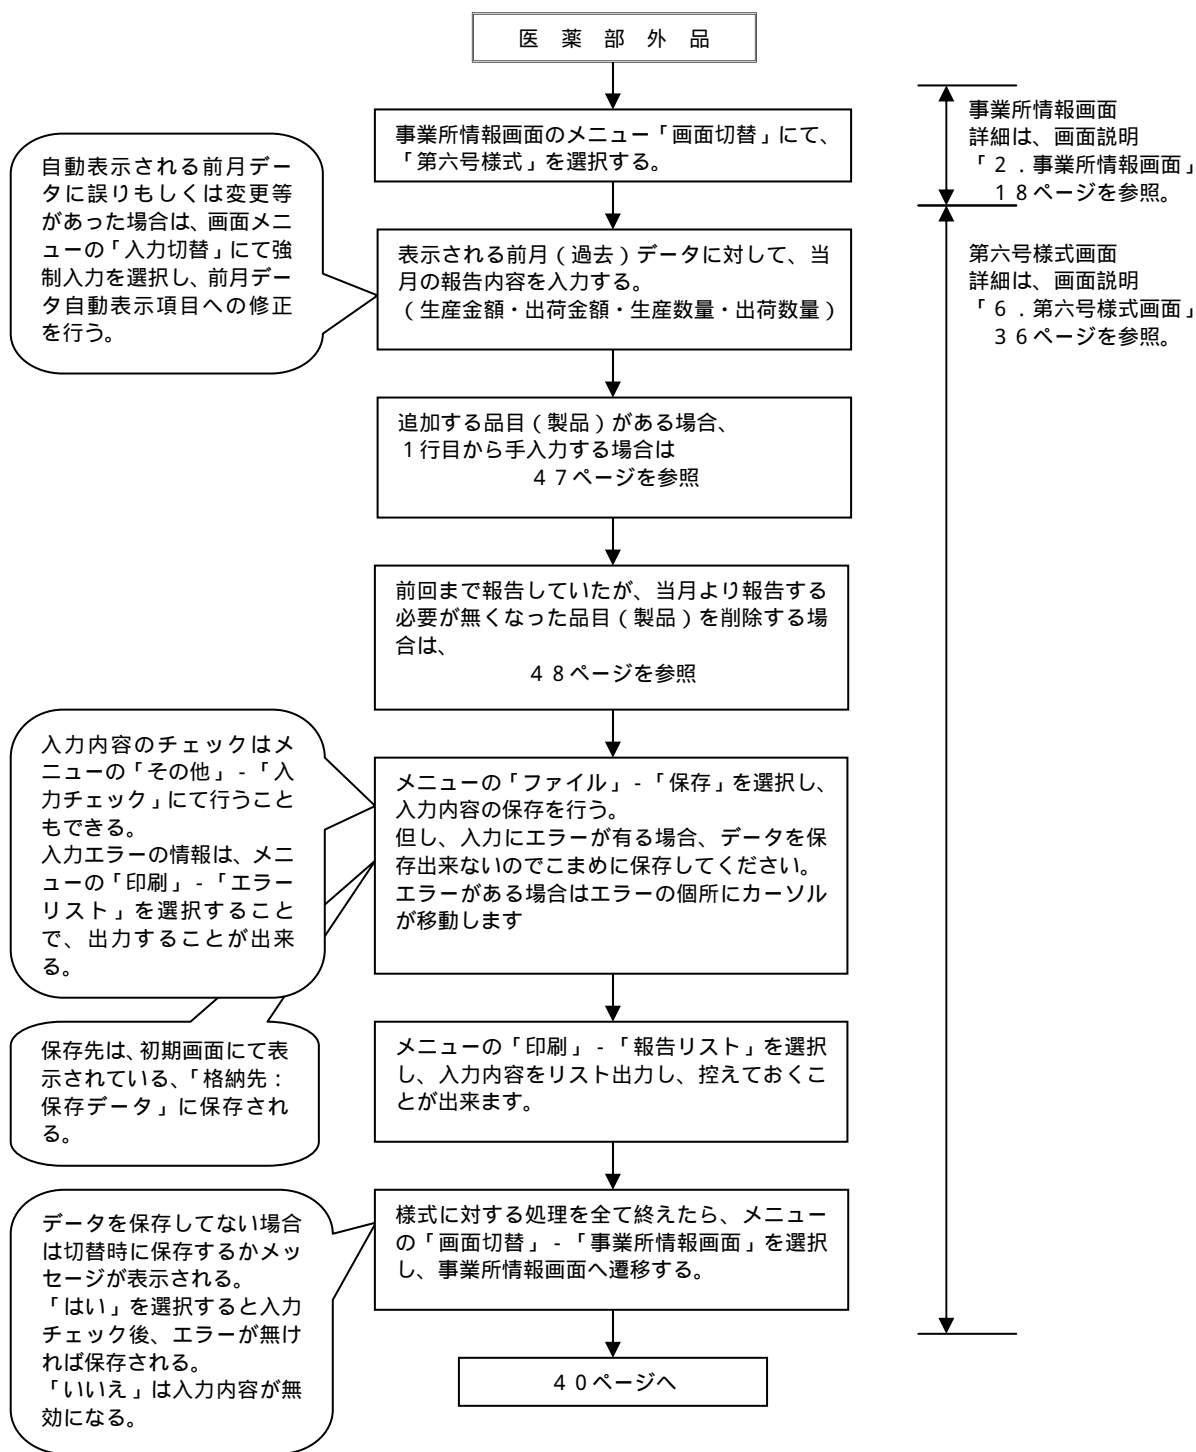 医　薬　部　外　品
事業所情報画面のメニュー「画面切替」にて、
「第六号様式」を選択する。
事業所情報画面
詳細は、画面説明
「２．事業所情報画面」
１８ページを参照。
自動表示される前月デー
タに誤りもしくは変更等
があった場合は、画面メニ
ューの「入力切替」にて強
制入力を選択し、前月デー
タ自動表示項目への修正
を行う。
表示される前月（過去）データに対して、当
月の報告内容を入力する。
（生産金額・出荷金額・生産数量・出荷数量）
第六号様式画面
詳細は、画面説明
「６．第六号様式画面」
３６ページを参照。
追加する品目（製品）がある場合、
１行目から手入力する場合は
４７ページを参照
前回まで報告していたが、当月より報告する
必要が無くなった品目（製品）を削除する場
合は、
４８ページを参照
入力内容のチェックはメ
ニューの「その他」-「入
力チェック」にて行うこと
もできる。
入力エラーの情報は、メニ
ューの「印刷」-「エラー
リスト」を選択すること
で、出力することが出来
る。
メニューの「ファイル」-「保存」を選択し、
入力内容の保存を行う。
但し、入力にエラーが有る場合、データを保
存出来ないのでこまめに保存してください。
エラーがある場合はエラーの個所にカーソル
が移動します
保存先は、初期画面にて表
示されている、「格納先：
保存データ」に保存され
る。
メニューの「印刷」-「報告リスト」を選択
し、入力内容をリスト出力し、控えておくこ
とが出来ます。
データを保存してない場合
は切替時に保存するかメッ
セージが表示される。
「はい」を選択すると入力
チェック後、エラーが無け
れば保存される。
「いいえ」は入力内容が無
効になる。
様式に対する処理を全て終えたら、メニュー
の「画面切替」-「事業所情報画面」を選択
し、事業所情報画面へ遷移する。
４０ページへ